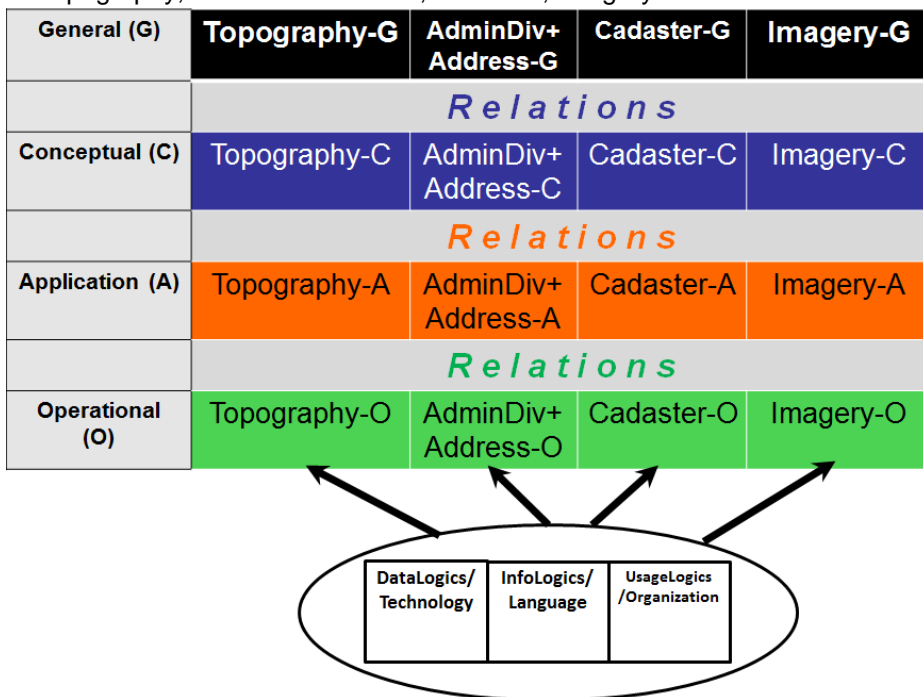 General (G)
Topography-G
AdminDiv+
Address-G
Cadaster-G
Imagery-G
Relations
Conceptual (C)
Topography-C
AdminDiv+
Address-C
Cadaster-C
Imagery-C
Relations
Application (A)
Topography-A
AdminDiv+
Address-A
Cadaster-A
Imagery-A
Relations
Operational
(O)
Topography-O
AdminDiv+
Address-O
Cadaster-O
Imagery-O
DataLogics/
Technology
InfoLogics/
Language
UsageLogics
/Organization